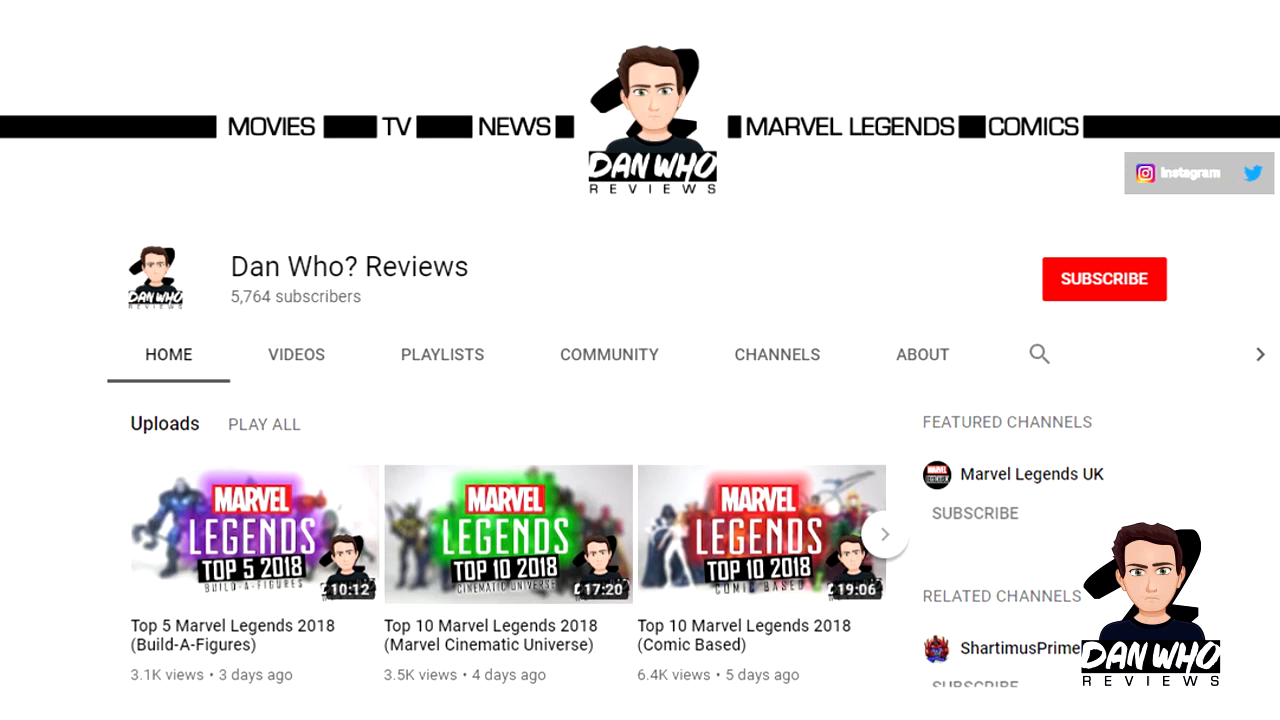 MOVIES TV NEWS MARVEL LEGENDS COMICS
DAN WHO
REVIEWS
Instagram
Dan Who? Reviews
5,764 subscribers
SUBSCRIBE
DAN WHO
REVIEWS
HOME VIDEOS PLAYLISTS COMMUNITY CHANNELS ABOUT
Uploads PLAY ALL
MARVEL
LEGENDS
TOP 5 2018
BUILD-A-FIGURES
10:12
MARVEL
LEGENDS
TOP 10 2018
CINEMATIC UNIVERSE
17:20
MARVEL
LEGENDS
TOP 10 2018
COMIC BASED
19:06
Top 5 Marvel Legends 2018
(Build-A-Figures)
3.1K views • 3 days ago
Top 10 Marvel Legends 2018
(Marvel Cinematic Universe)
3.5K views • 4 days ago
Top 10 Marvel Legends 2018
(Comic Based)
6.4K views • 5 days ago
FEATURED CHANNELS
Marvel Legends UK
SUBSCRIBE
RELATED CHANNELS
ShartimusPrime
SUBSCRIBE
DAN WHO
REVIEWS